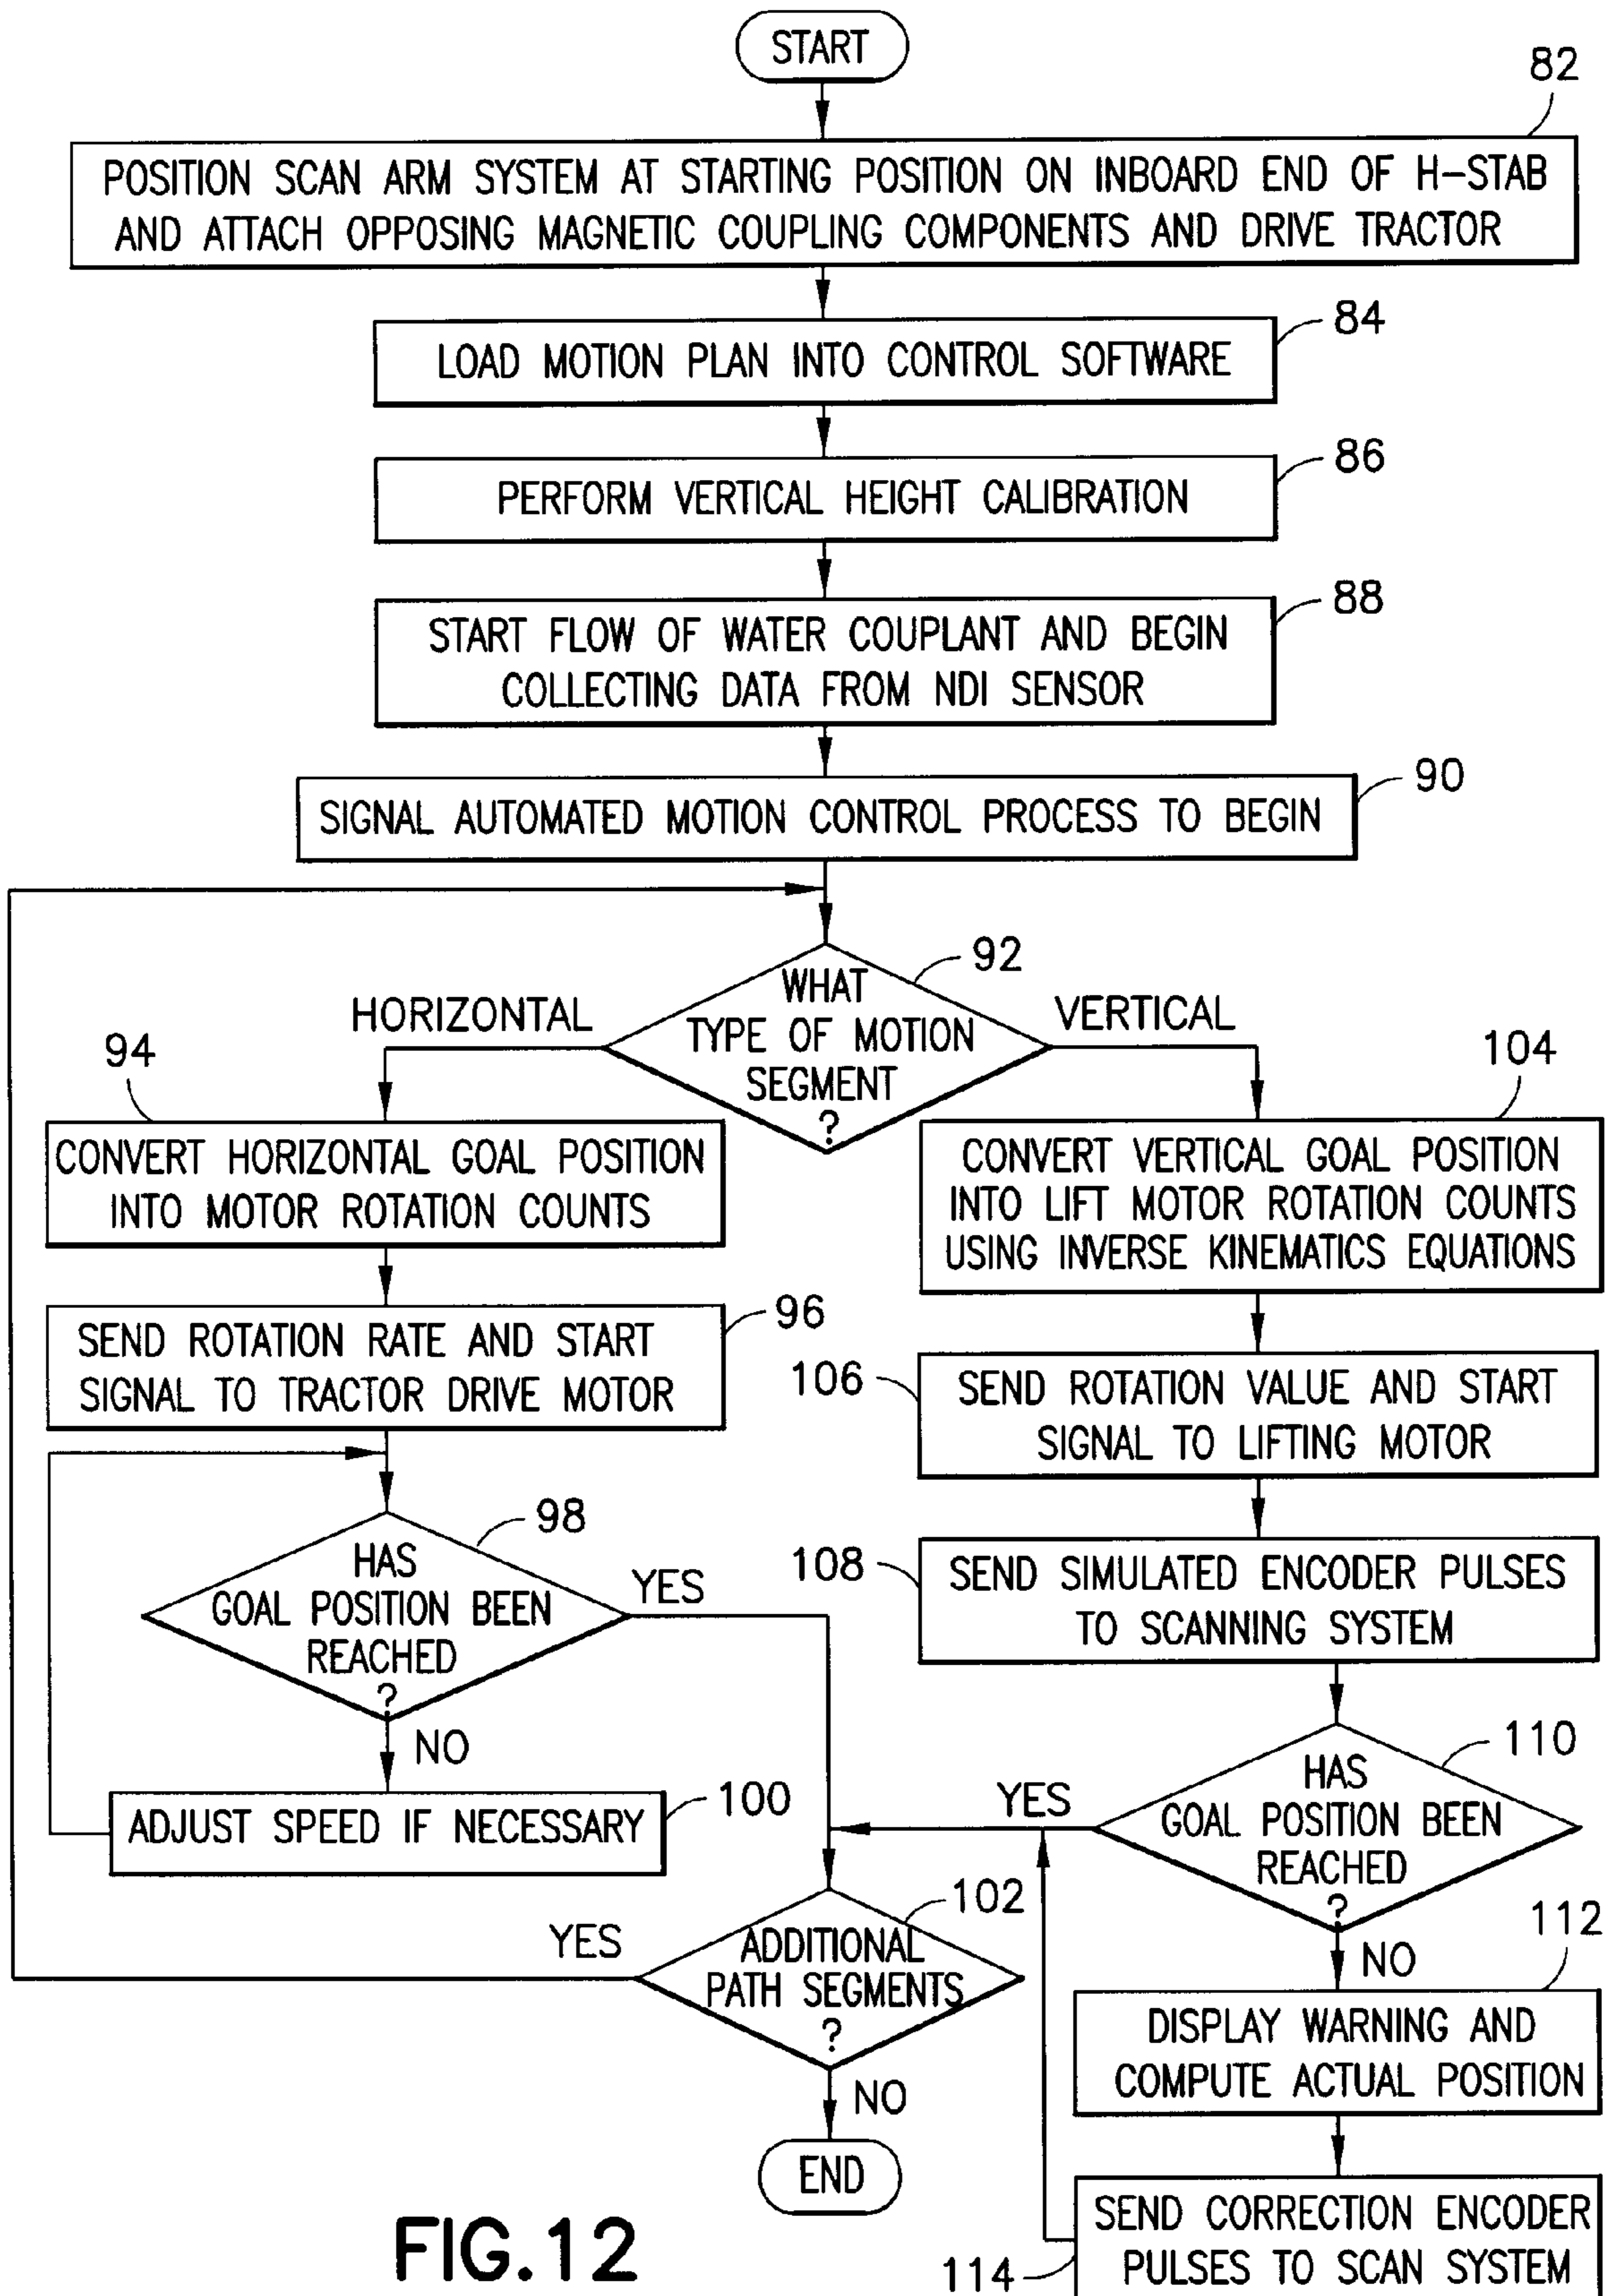 START
82
POSITION SCAN ARM SYSTEM AT STARTING POSITION ON INBOARD END OF H-STAB
AND ATTACH OPPOSING MAGNETIC COUPLING COMPONENTS AND DRIVE TRACTOR
84
LOAD MOTION PLAN INTO CONTROL SOFTWARE
86
PERFORM VERTICAL HEIGHT CALIBRATION
88
START FLOW OF WATER COUPLANT AND BEGIN
COLLECTING DATA FROM NDI SENSOR
90
SIGNAL AUTOMATED MOTION CONTROL PROCESS TO BEGIN
92
WHAT
TYPE OF MOTION
SEGMENT
?
HORIZONTAL
VERTICAL
94
CONVERT HORIZONTAL GOAL POSITION
INTO MOTOR ROTATION COUNTS
96
SEND ROTATION RATE AND START
SIGNAL TO TRACTOR DRIVE MOTOR
98
HAS
GOAL POSITION BEEN
REACHED
?
YES
NO
100
ADJUST SPEED IF NECESSARY
104
CONVERT VERTICAL GOAL POSITION
INTO LIFT MOTOR ROTATION COUNTS
USING INVERSE KINEMATICS EQUATIONS
106
SEND ROTATION VALUE AND START
SIGNAL TO LIFTING MOTOR
108
SEND SIMULATED ENCODER PULSES
TO SCANNING SYSTEM
110
HAS
GOAL POSITION BEEN
REACHED
?
YES
NO
112
DISPLAY WARNING AND
COMPUTE ACTUAL POSITION
114
SEND CORRECTION ENCODER
PULSES TO SCAN SYSTEM
102
ADDITIONAL
PATH SEGMENTS
?
YES
NO
END
FIG.12